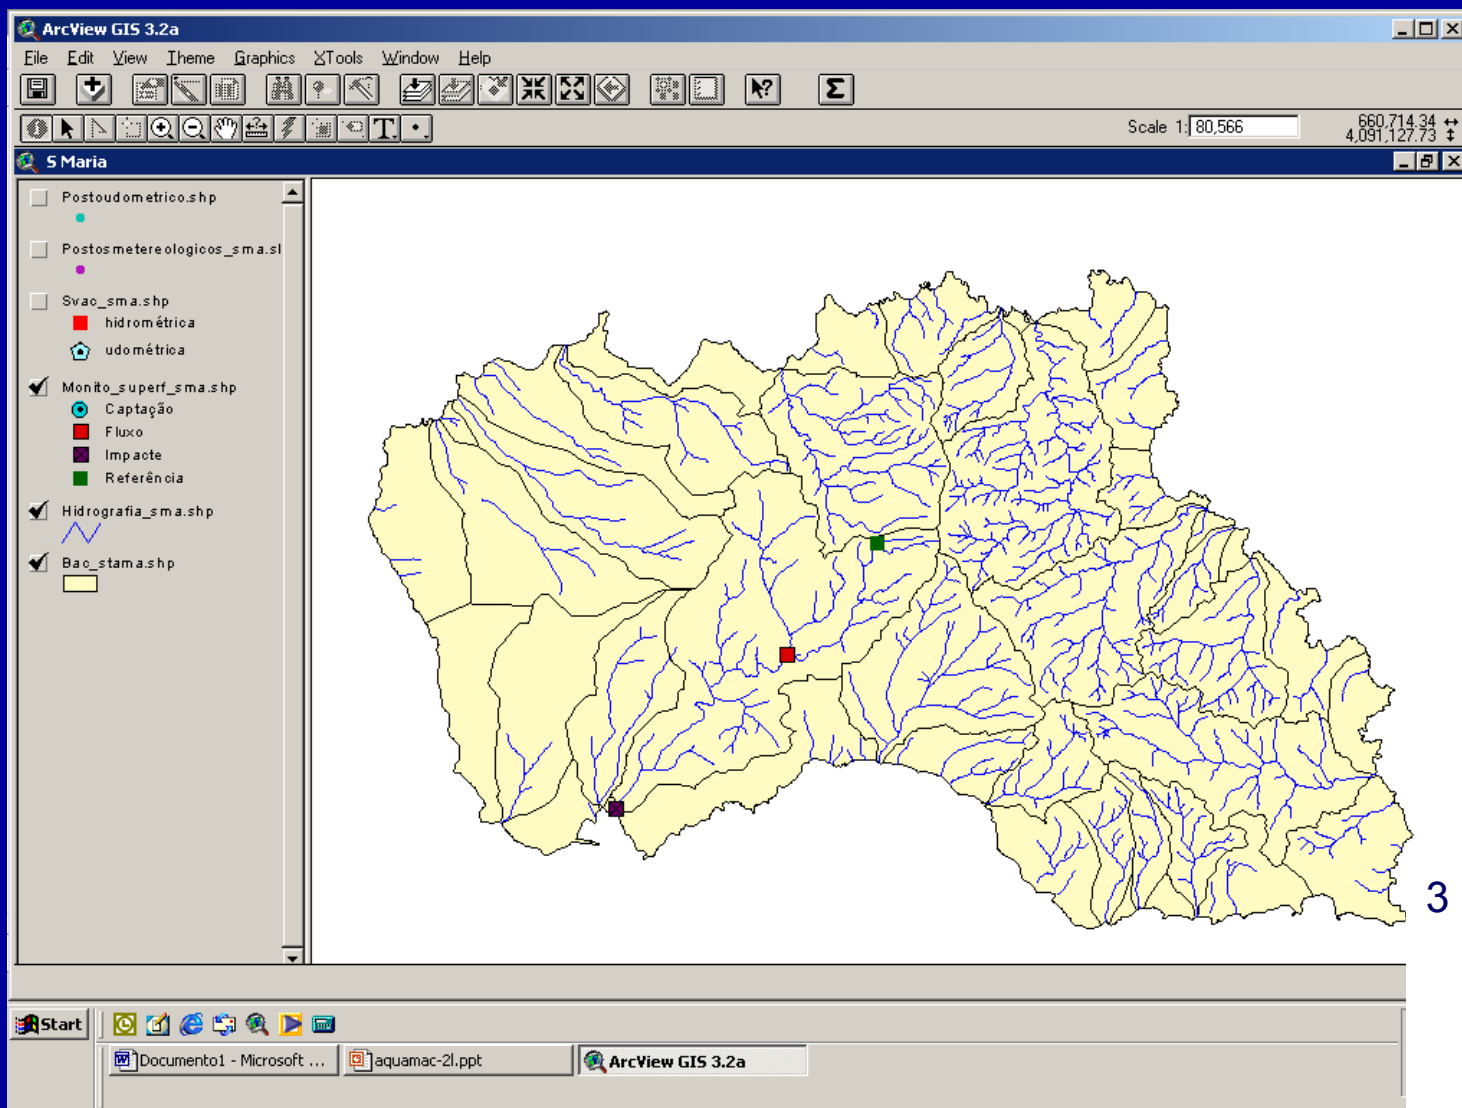 ArcView GIS 3.2a
File Edit View Theme Graphics XTools Window Help
Scale 1: 80,566
660,714.34
4,091,127.73
S Maria
Postoudometrico.shp
Postosmetereologicos_sma.sl
Svac_sma.shp
hidrométrica
udométrica
Monito_superf_sma.shp
Captação
Fluxo
Impacte
Referência
Hidrografia_sma.shp
Bac_stama.shp
3
Start
Documento1 - Microsoft ...
aquamac-2l.ppt
ArcView GIS 3.2a